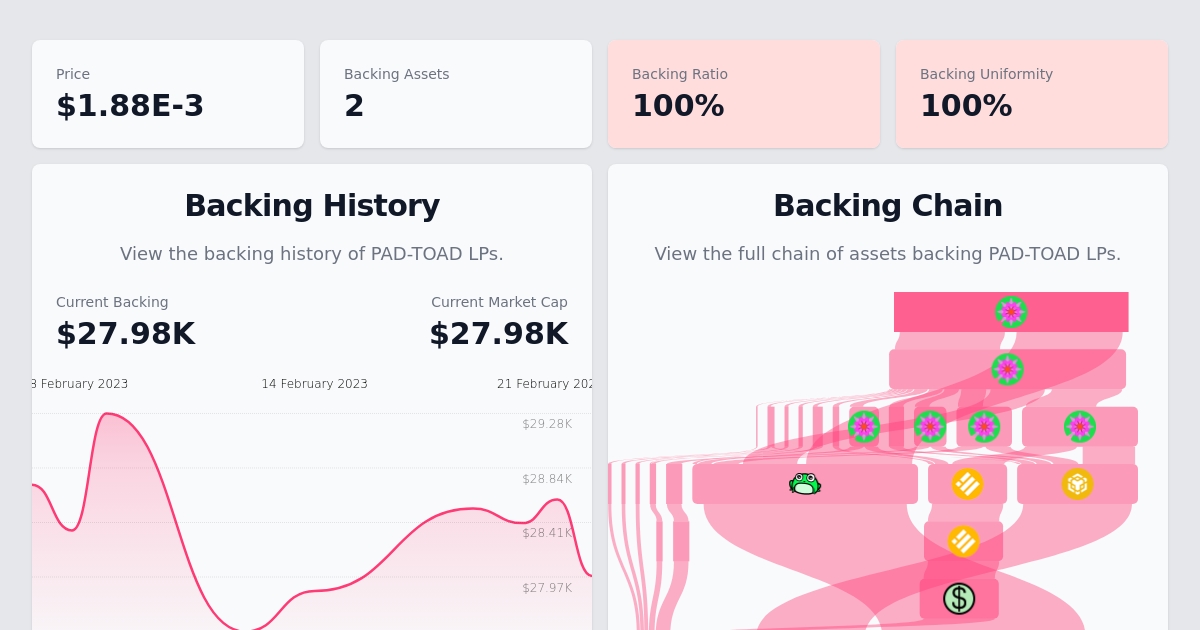 Price
$1.88E-3
Backing Assets
2
Backing Ratio
100%
Backing Uniformity
100%
Backing History
View the backing history of PAD-TOAD LPs.
Current Backing
$27.98K
Current Market Cap
$27.98K
8 February 2023
14 February 2023
21 February 202
$29.28K
$28.84K
$28.41K
$27.97K
Backing Chain
View the full chain of assets backing PAD-TOAD LPs.
$